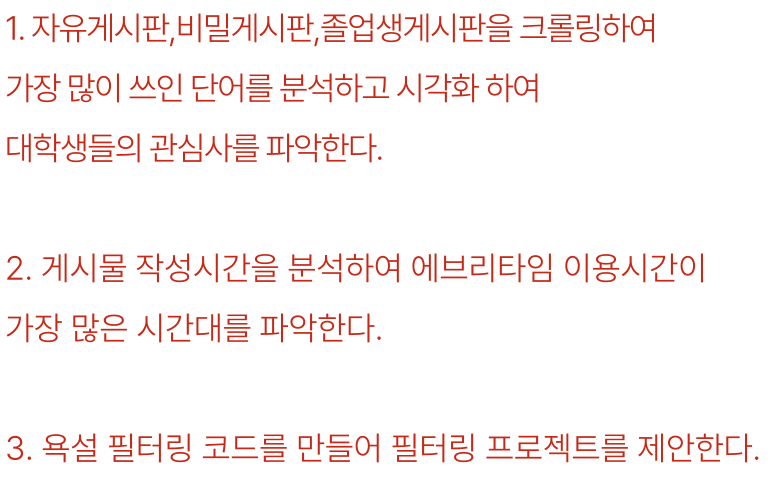 1. 자유게시판,비밀게시판,졸업생게시판을 크롤링하여
가장 많이 쓰인 단어를 분석하고 시각화 하여
대학생들의 관심사를 파악한다.
2. 게시물 작성시간을 분석하여 에브리타임 이용시간이
가장 많은 시간대를 파악한다.
3. 욕설 필터링 코드를 만들어 필터링 프로젝트를 제안한다.